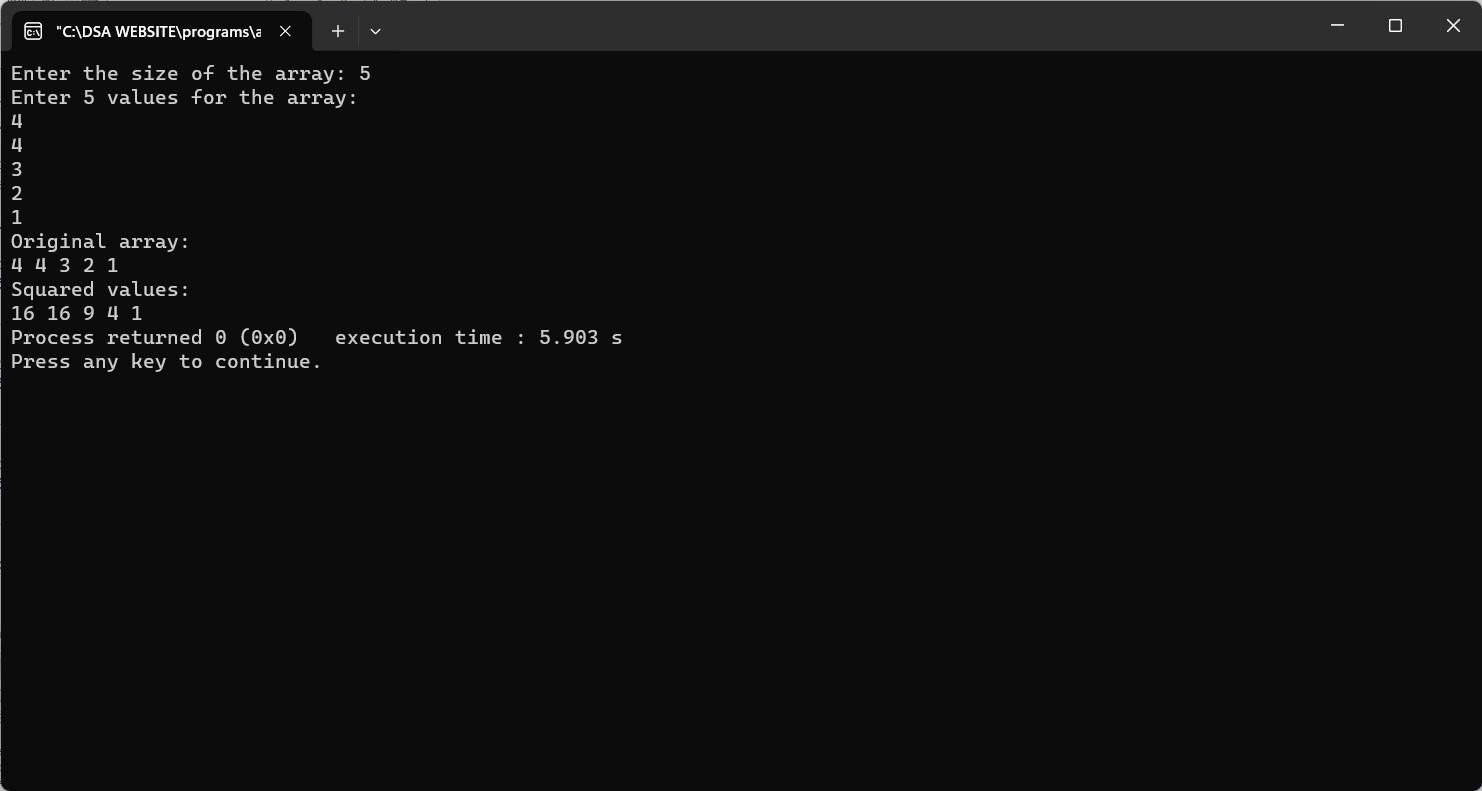 "C:\DSA WEBSITE\programs\a
Enter the size of the array: 5
Enter 5 values for the array:
4
4
3
2
1
Original array:
4 4 3 2 1
Squared values:
16 16 9 4 1
Process returned 0 (0x0)   execution time : 5.903 s
Press any key to continue.